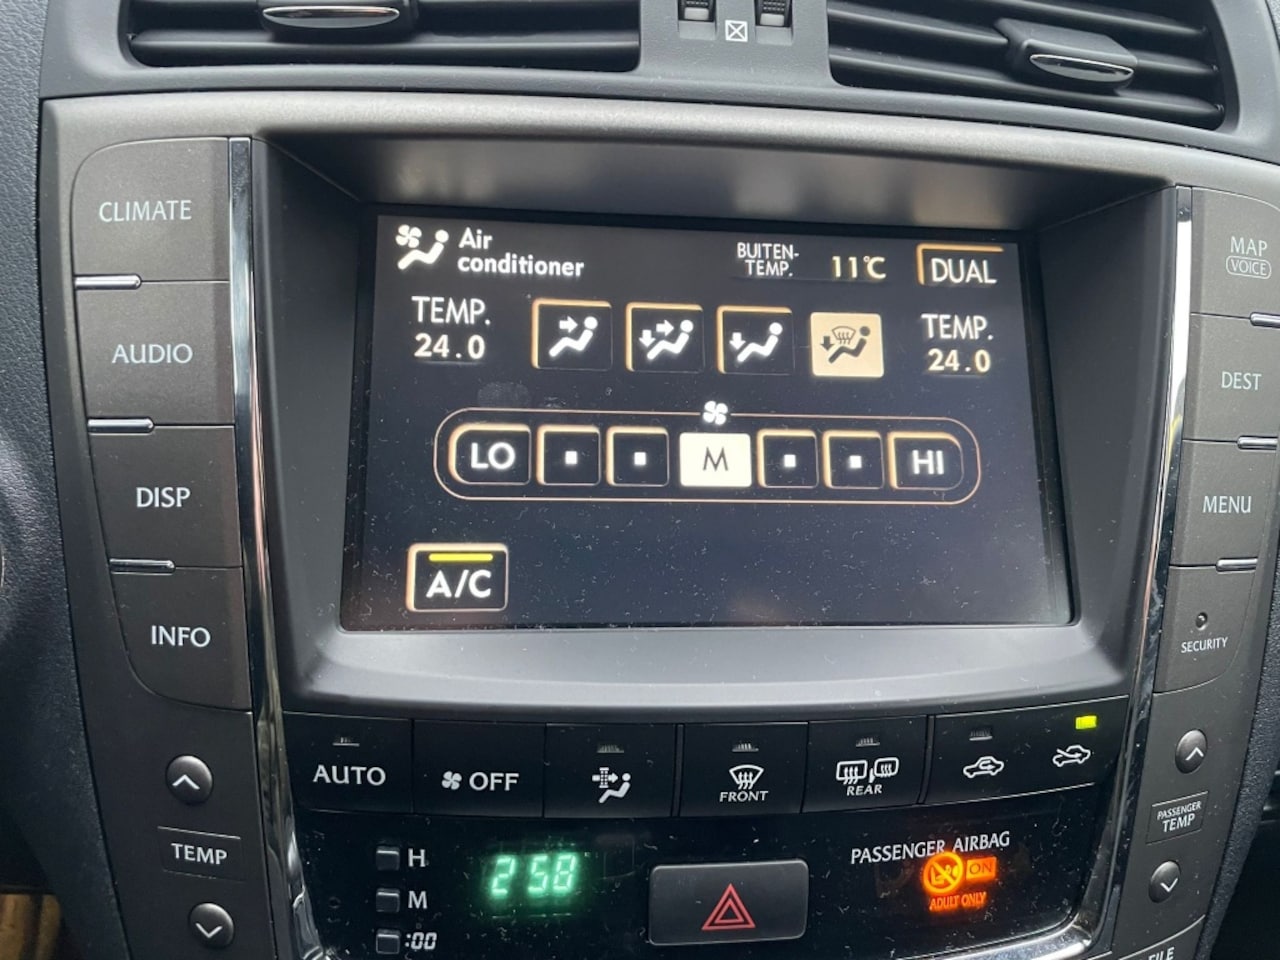 CLIMATE
AUDIO
DISP
INFO
TEMP
Air
conditioner
BUITEN-
TEMP.
11°C
DUAL
TEMP.
24.0
TEMP.
24.0
LO
M
HI
A/C
MAP
VOICE
DEST
MENU
SECURITY
AUTO
OFF
FRONT
REAR
PASSENGER
TEMP
H
M
:00
2:58
PASSENGER AIRBAG
ON
ADULT ONLY
FILE